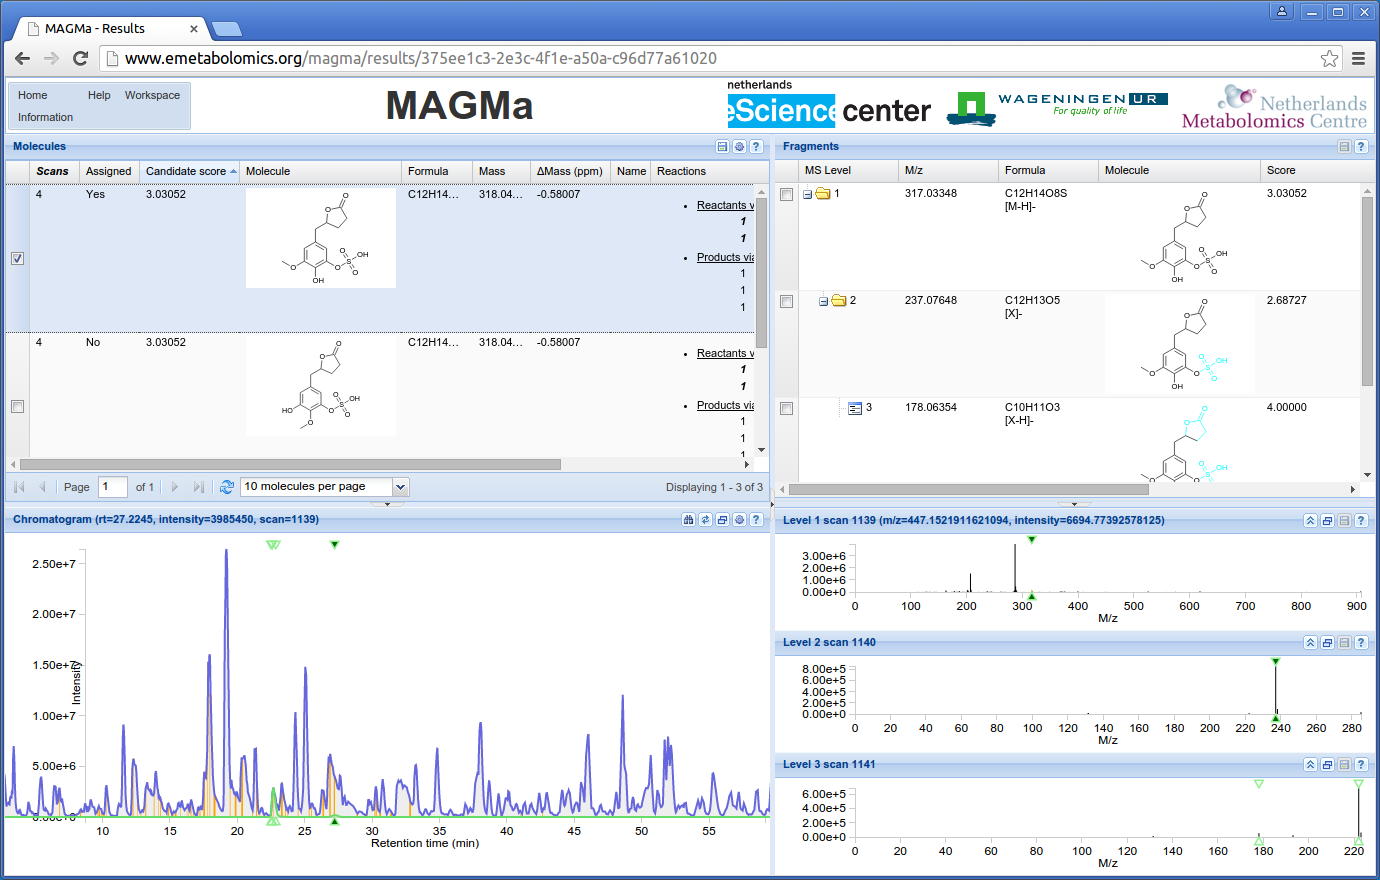 MAGMa - Results
www.emetabolomics.org/magma/results/375ee1c3-2e3c-4f1e-a50a-c96d77a61020
Home Help Workspace
Information
MAGMa
netherlands
eScience center
WAGENINGEN UR
For quality of life
Netherlands
Metabolomics Centre
Molecules
Scans Assigned Candidate score Molecule Formula Mass ΔMass (ppm) Name Reactions
4 Yes 3.03052 C12H14... 318.04... -0.58007
Reactants v
1
1
Products via
1
1
1
4 No 3.03052 C12H14... 318.04... -0.58007
Reactants v
1
1
Products via
1
1
1
Page 1 of 1 10 molecules per page Displaying 1 - 3 of 3
Fragments
MS Level M/z Formula Molecule Score
1 317.03348 C12H14O8S 3.03052
[M-H]-
2 237.07648 C12H13O5 2.68727
[X]-
3 178.06354 C10H11O3 4.00000
[X-H]-
Chromatogram (rt=27.2245, intensity=3985450, scan=1139)
2.50e+7
2.00e+7
1.50e+7
1.00e+7
5.00e+6
0.00e+0
Intensity
10 15 20 25 30 35 40 45 50 55
Retention time (min)
Level 1 scan 1139 (m/z=447.1521911621094, intensity=6694.77392578125)
3.00e+6
2.00e+6
1.00e+6
0.00e+0
0 100 200 300 400 500 600 700 800 900
M/z
Level 2 scan 1140
8.00e+5
6.00e+5
4.00e+5
2.00e+5
0.00e+0
0 20 40 60 80 100 120 140 160 180 200 220 240 260 280
M/z
Level 3 scan 1141
6.00e+5
4.00e+5
2.00e+5
0.00e+0
0 20 40 60 80 100 120 140 160 180 200 220
M/z